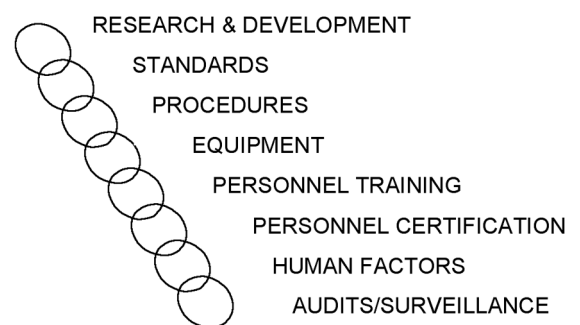 RESEARCH & DEVELOPMENT
STANDARDS
PROCEDURES
EQUIPMENT
PERSONNEL TRAINING
PERSONNEL CERTIFICATION
HUMAN FACTORS
AUDITS/SURVEILLANCE